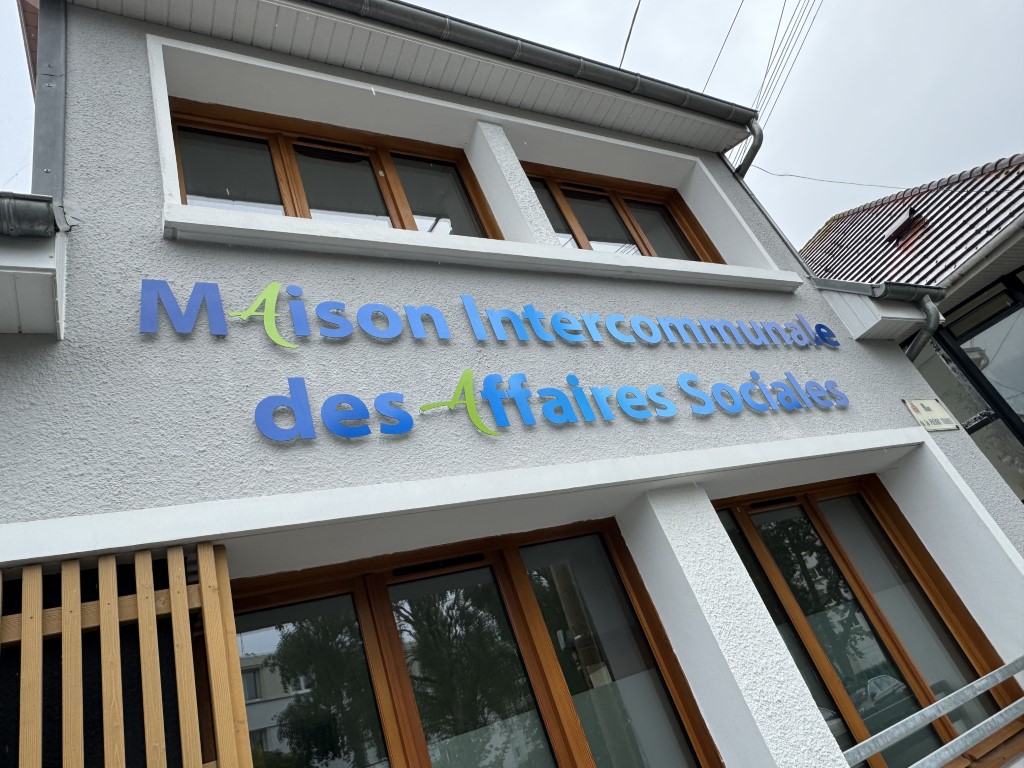 MAison Intercommunale
des Affaires Sociales